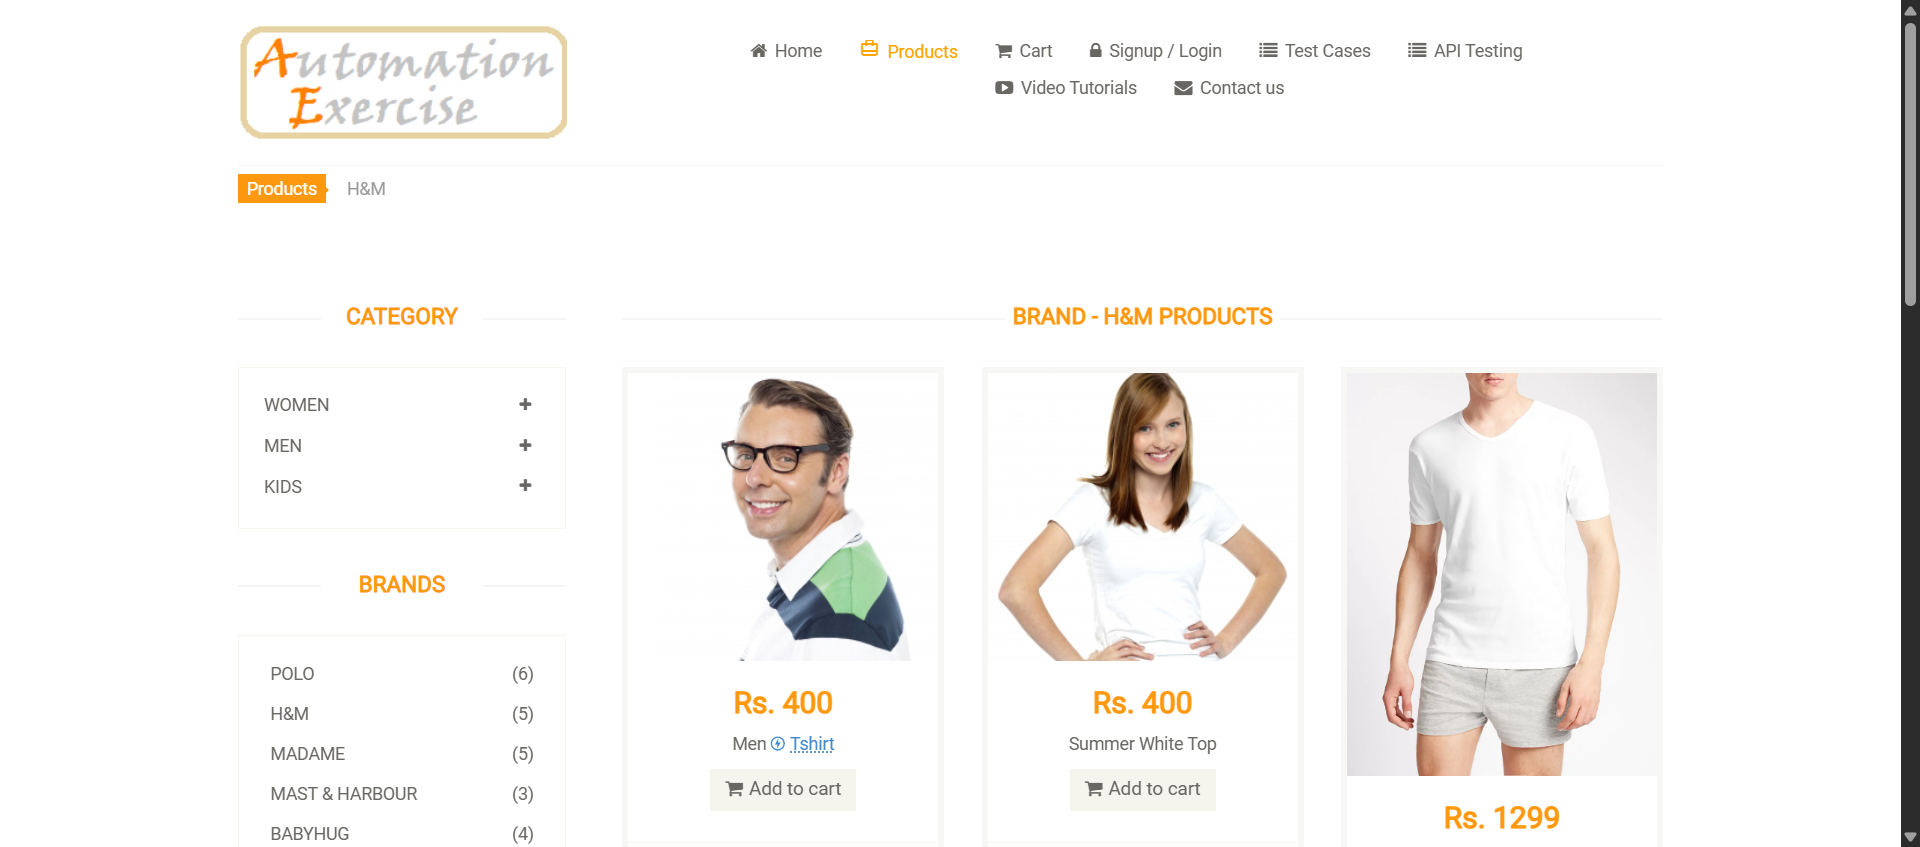 Automation
Exercise
Home
Products
Cart
Signup / Login
Test Cases
API Testing
Video Tutorials
Contact us
Products
H&M
CATEGORY
WOMEN
MEN
KIDS
BRANDS
POLO (6)
H&M (5)
MADAME (5)
MAST & HARBOUR (3)
BABYHUG (4)
BRAND - H&M PRODUCTS
Rs. 400
Men Tshirt
Add to cart
Rs. 400
Summer White Top
Add to cart
Rs. 1299